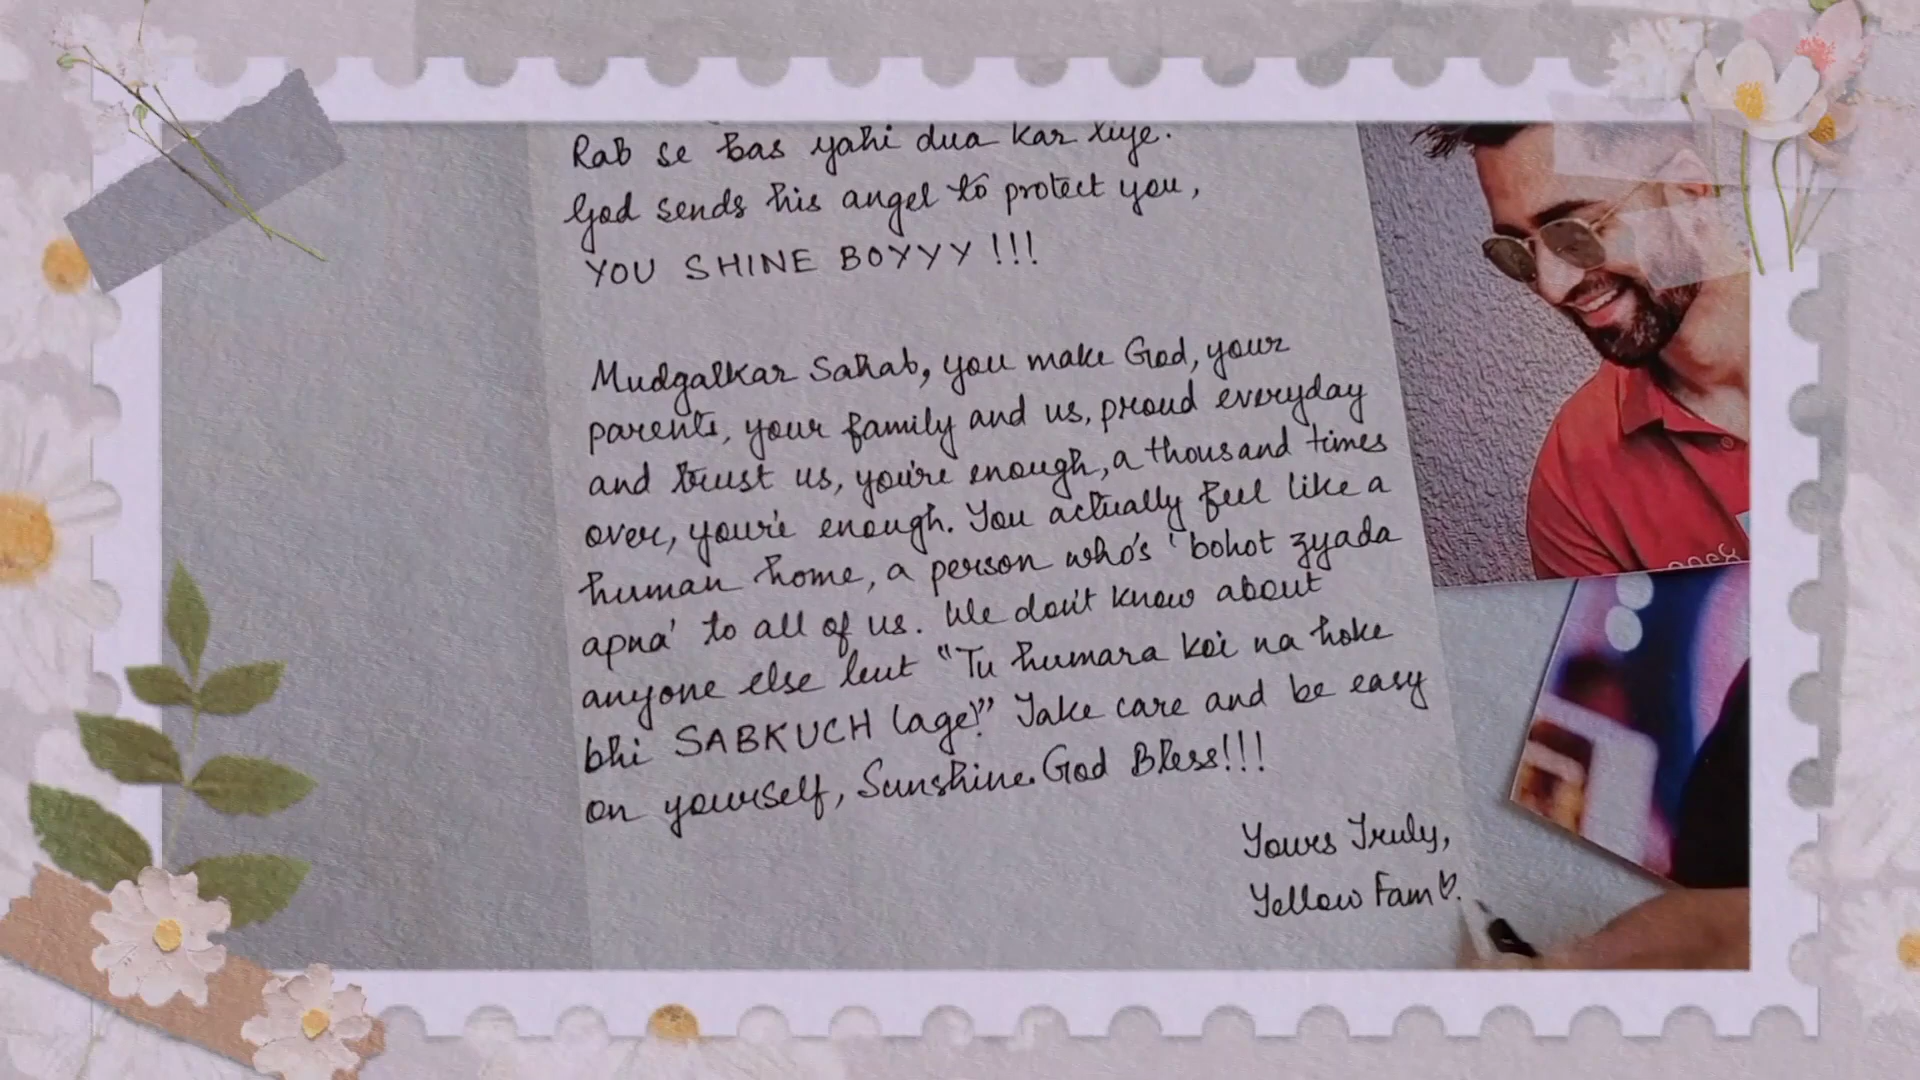 Rab se bas yahi dua kar liye.
God sends his angel to protect you,
YOU SHINE BOYYY !!!
Mudgalkar Sahab, you make God, your
parents, your family and us, proud everyday
and trust us, you're enough, a thousand times
over, you're enough. You actually feel like a
human home, a person who's 'bohot zyada
apna' to all of us. We don't know about
anyone else but "Tu humara koi na hoke
bhi SABKUCH lage!" Take care and be easy
on yourself, Sunshine. God Bless!!!
Yours Truly,
Yellow Fam♡.